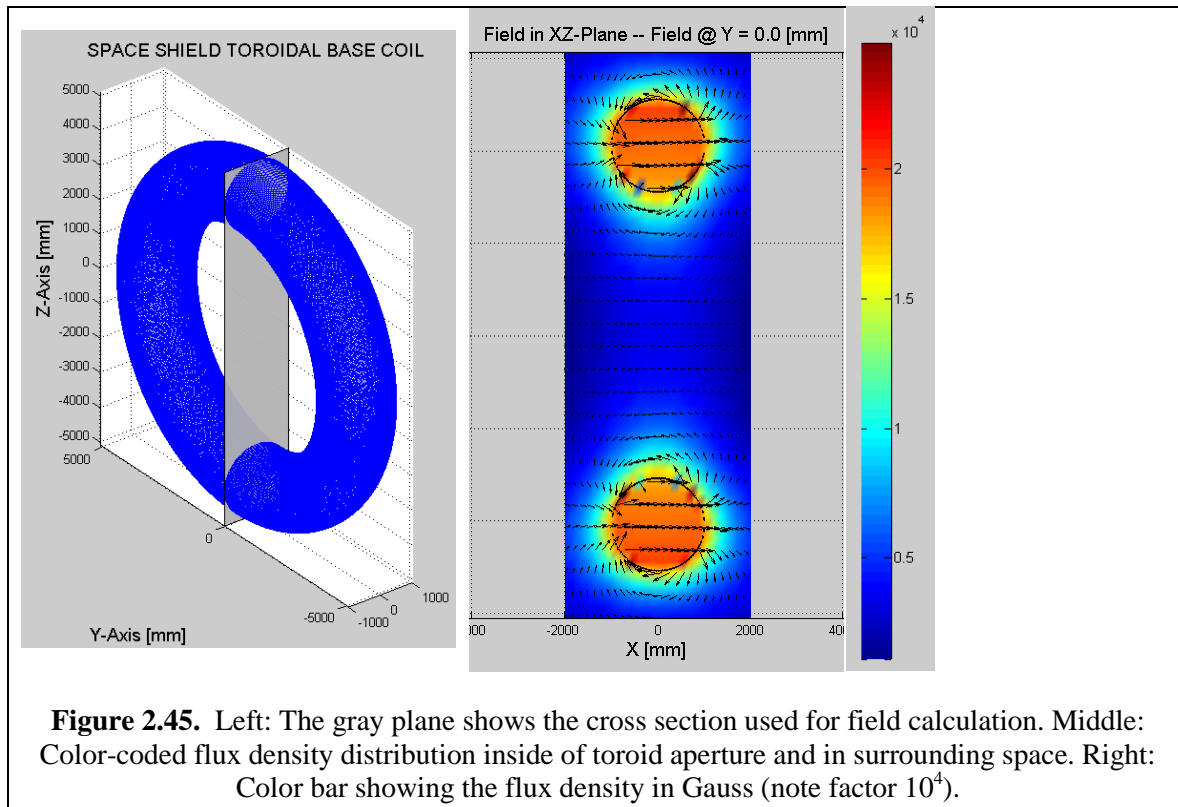 SPACE SHIELD TOROIDAL BASE COIL
5000
4000
3000
2000
1000
0
-1000
-2000
-3000
-4000
-5000
Z-Axis [mm]
5000
0
-5000
Y-Axis [mm]
-1000
0
1000
Field in XZ-Plane -- Field @ Y = 0.0 [mm]
000
-2000
0
2000
40
X [mm]
x 10⁴
2
1.5
1
0.5
Figure 2.45. Left: The gray plane shows the cross section used for field calculation. Middle:
Color-coded flux density distribution inside of toroid aperture and in surrounding space. Right:
Color bar showing the flux density in Gauss (note factor 10⁴).